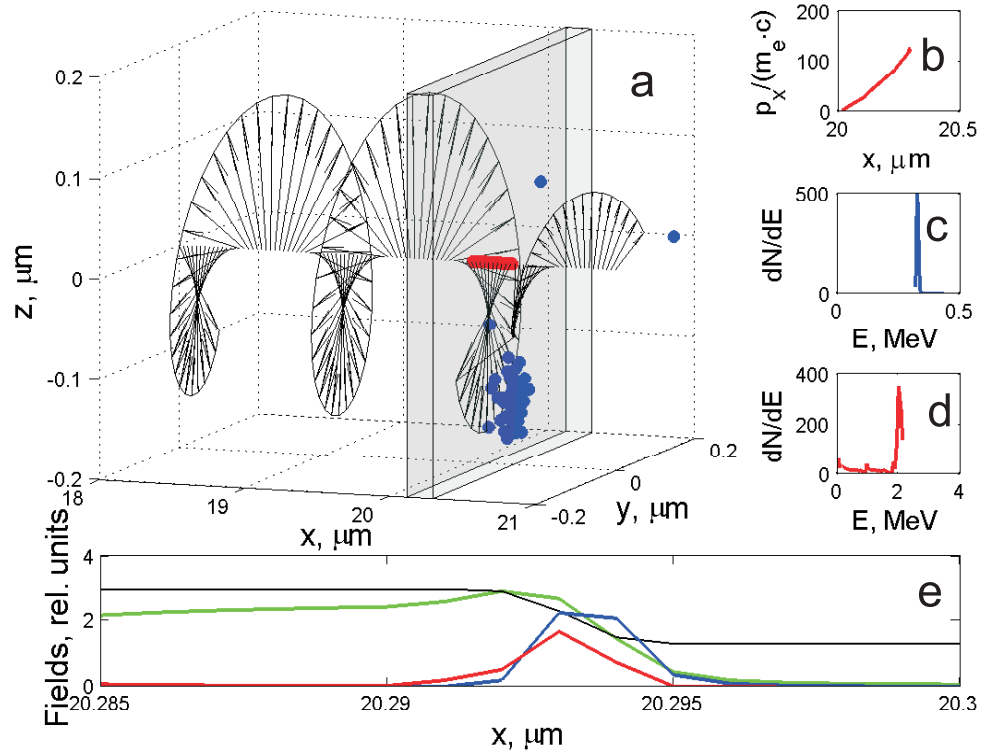 a
0.2
0.1
0
-0.1
-0.2
z, μm
18
19
20
21
x, μm
-0.2
0
0.2
y, μm
b
200
100
0
20
20.5
p_x/(m_e·c)
x, μm
c
500
0
0
0.5
dN/dE
E, MeV
d
400
200
0
0
2
4
dN/dE
E, MeV
e
4
2
0
20.285
20.29
20.295
20.3
Fields, rel. units
x, μm